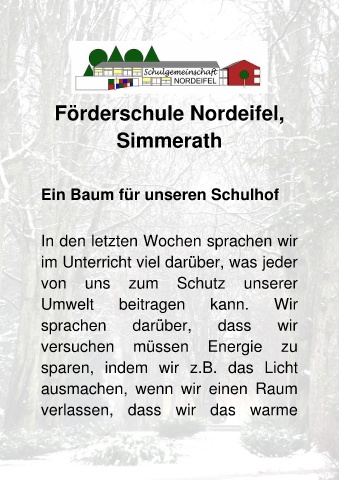 Schulgemeinschaft
NORDEIFEL
Förderschule Nordeifel,
Simmerath
Ein Baum für unseren Schulhof
In den letzten Wochen sprachen wir
im Unterricht viel darüber, was jeder
von uns zum Schutz unserer
Umwelt beitragen kann. Wir
sprachen darüber, dass wir
versuchen müssen Energie zu
sparen, indem wir z.B. das Licht
ausmachen, wenn wir einen Raum
verlassen, dass wir das warme